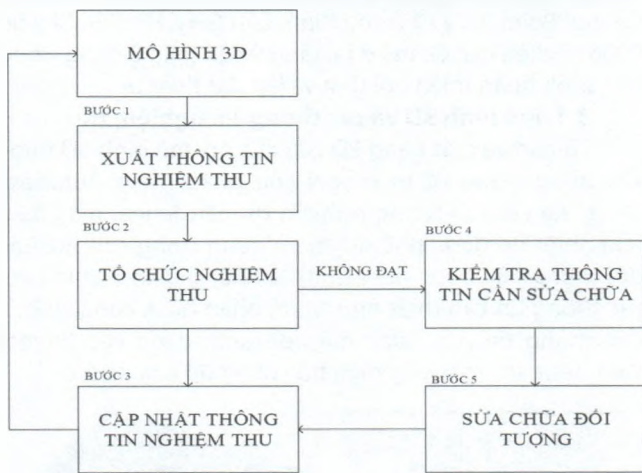 MÔ HÌNH 3D
BƯỚC 1
XUẤT THÔNG TIN
NGHIỆM THU
BƯỚC 2
TỔ CHỨC NGHIỆM
THU
KHÔNG ĐẠT
BƯỚC 4
KIỂM TRA THÔNG
TIN CẦN SỬA CHỮA
BƯỚC 3
CẬP NHẬT THÔNG
TIN NGHIỆM THU
BƯỚC 5
SỬA CHỮA ĐỐI
TƯỢNG